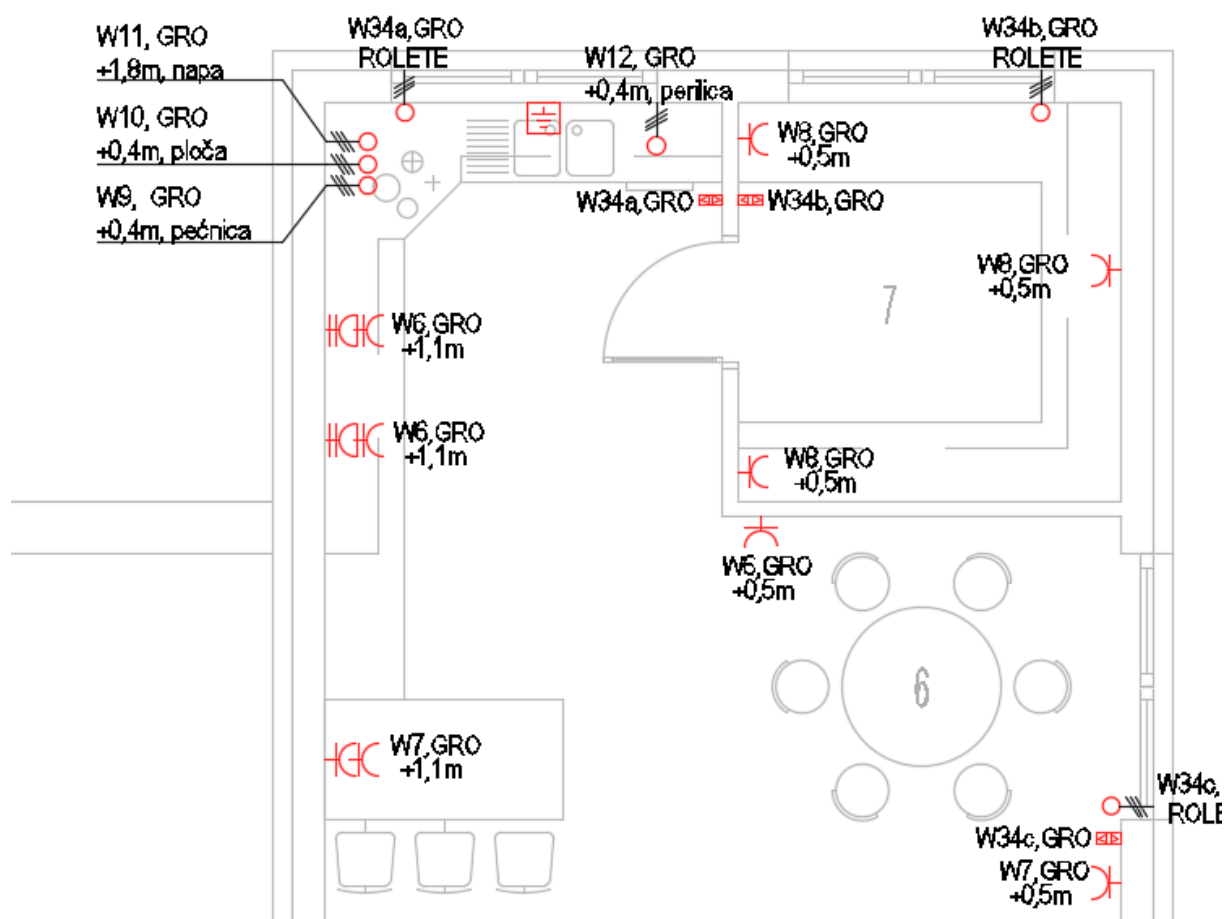 W11, GRO
+1,8m, napa
W34a,GRO
ROLETE
W12, GRO
+0,4m, perilica
W34b,GRO
ROLETE
W10, GRO
+0,4m, ploča
W8,GRO
+0,5m
W9, GRO
+0,4m, pećnica
W34a,GRO
W34b,GRO
W8,GRO
+0,5m
7
W6,GRO
+1,1m
W6,GRO
+1,1m
W8,GRO
+0,5m
W6,GRO
+0,5m
6
W7,GRO
+1,1m
W34c,
ROLE
W34c,GRO
W7,GRO
+0,5m